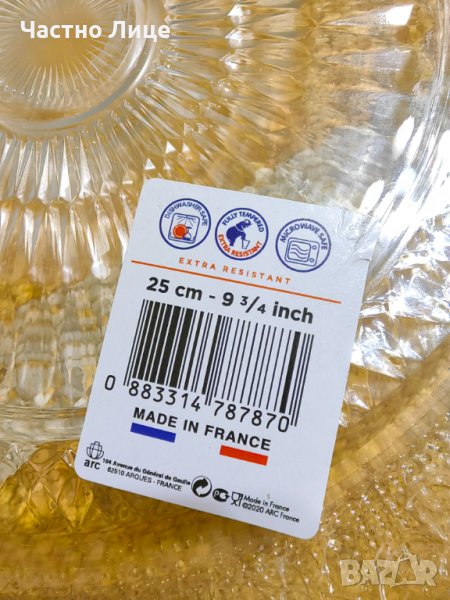 Частно Лице
DISHWASHER SAFE
FULLY TEMPERED
EXTRA RESISTANT
MICROWAVE SAFE
EXTRA RESISTANT
25 cm - 9 3/4 inch
0 883314 787870
MADE IN FRANCE
arc
104 Avenue du Général de Gaulle
62510 ARQUES - FRANCE
Made in France
©2020 ARC France
BAZAR